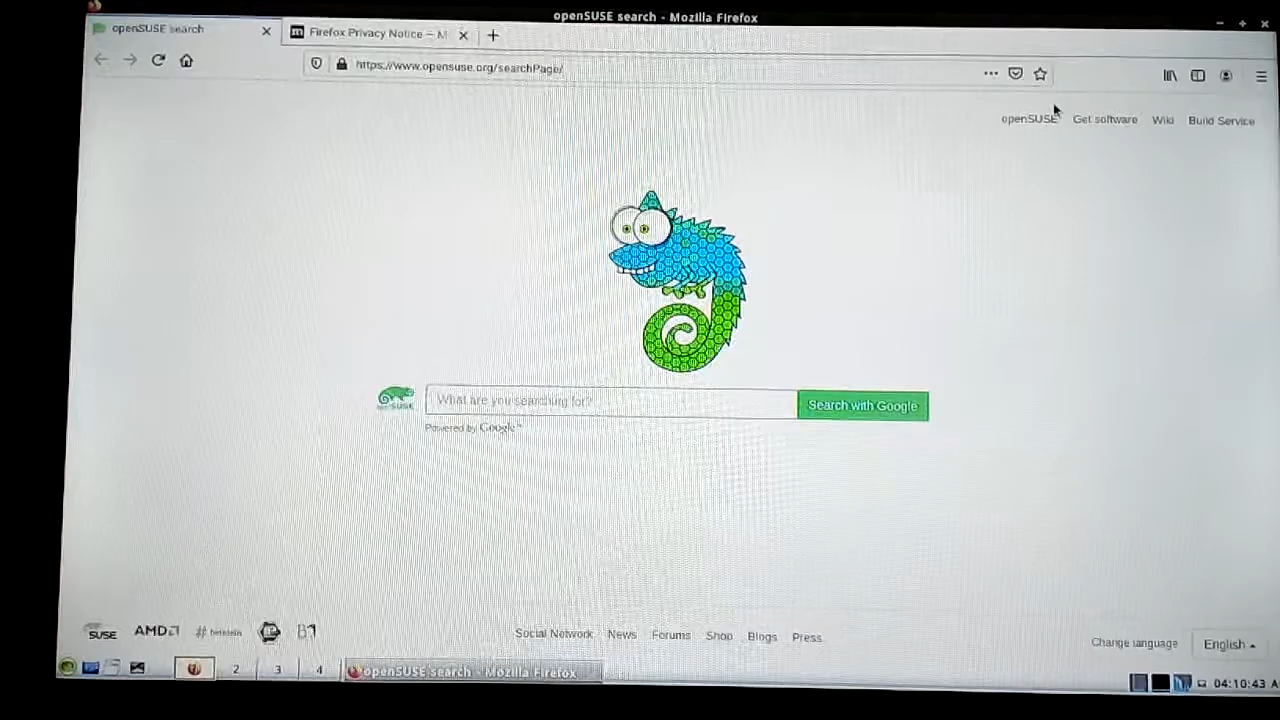 openSUSE search - Mozilla Firefox
openSUSE search
Firefox Privacy Notice — M
https://www.opensuse.org/searchPage/
openSUSE Get software Wiki Build Service
What are you searching for? Search with Google
Powered by Google™
SUSE AMD B1 Social Network News Forums Shop Blogs Press Change language English
2 3 4 openSUSE search - Mozilla Firefox 04:10:43 A